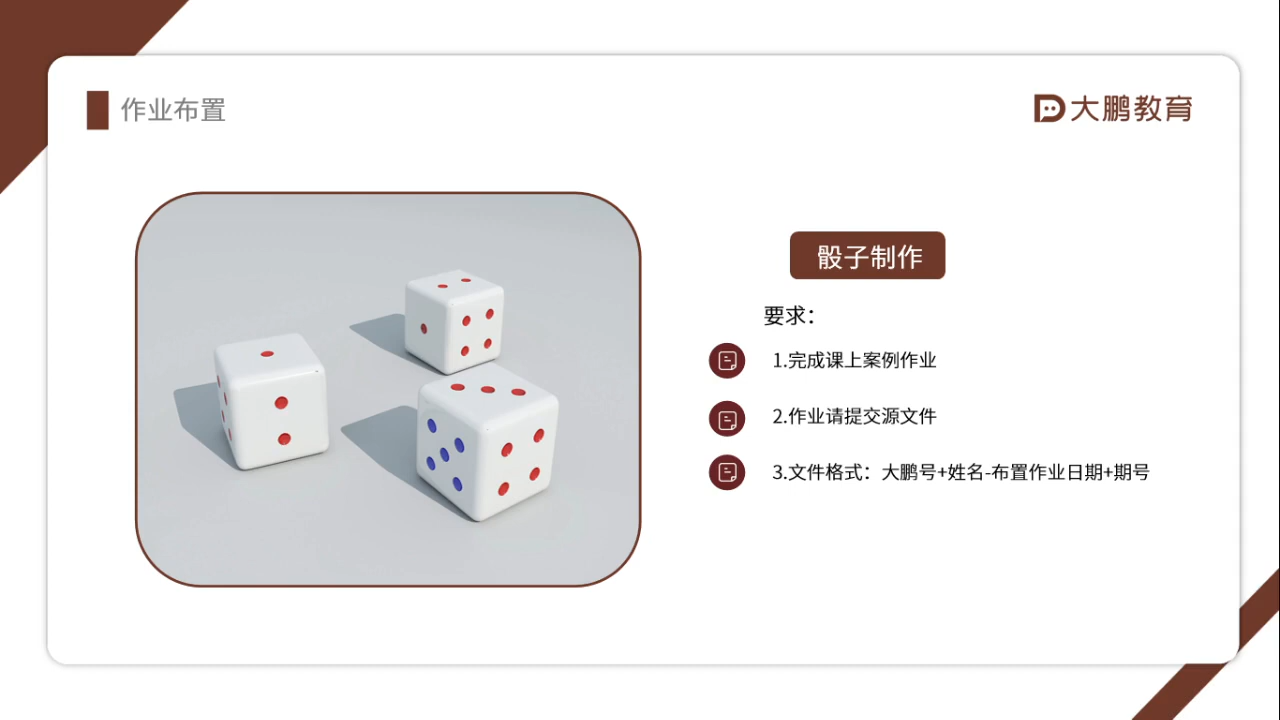 作业布置
大鹏教育
骰子制作
要求：
1.完成课上案例作业
2.作业请提交源文件
3.文件格式：大鹏号+姓名-布置作业日期+期号